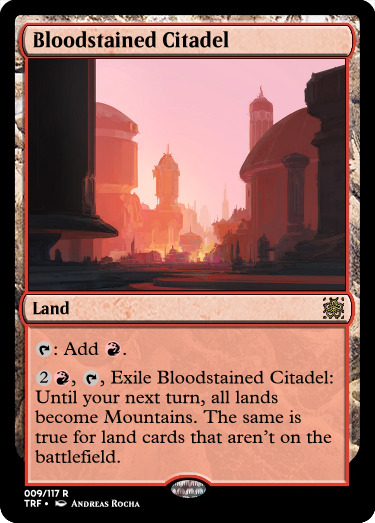 Bloodstained Citadel
Land
: Add .
2 , , Exile Bloodstained Citadel:
Until your next turn, all lands
become Mountains. The same is
true for land cards that aren't on the
battlefield.
009/117 R
TRF • Andreas Rocha